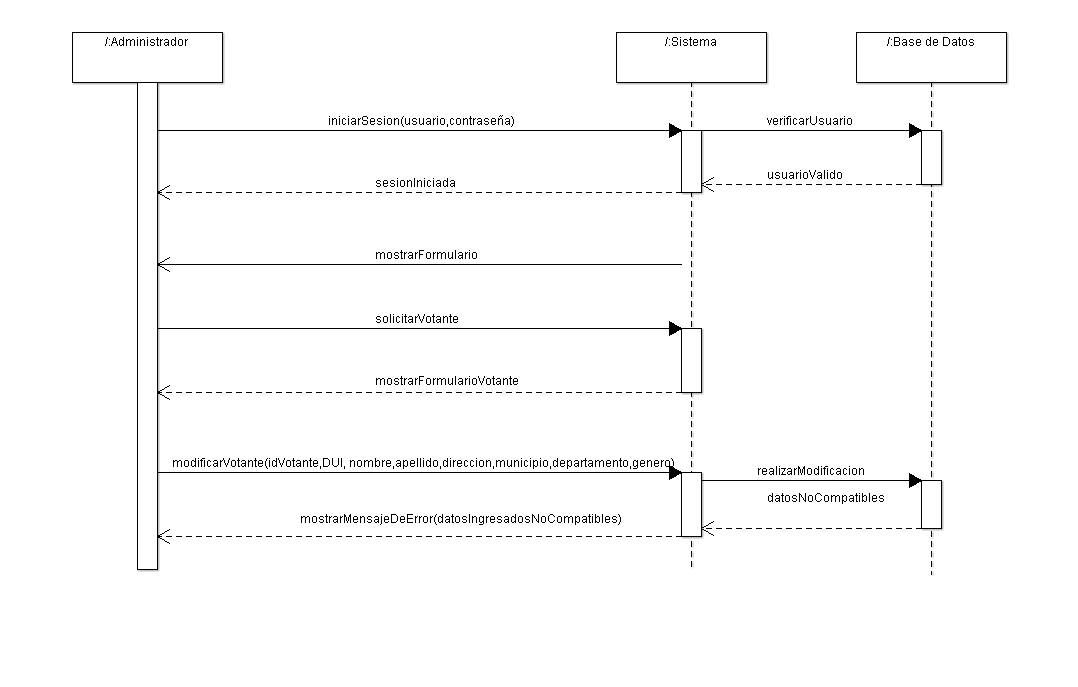 /:Administrador
/:Sistema
/:Base de Datos
iniciarSesion(usuario,contraseña)
verificarUsuario
usuarioValido
sesionIniciada
mostrarFormulario
solicitarVotante
mostrarFormularioVotante
modificarVotante(idVotante,DUI, nombre,apellido,direccion,municipio,departamento,genero)
realizarModificacion
datosNoCompatibles
mostrarMensajeDeError(datosIngresadosNoCompatibles)